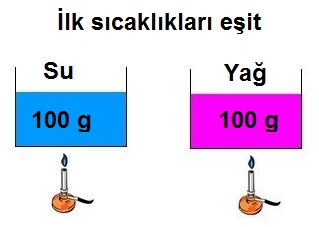 İlk sıcaklıkları eşit
Su
Yağ
100 g
100 g